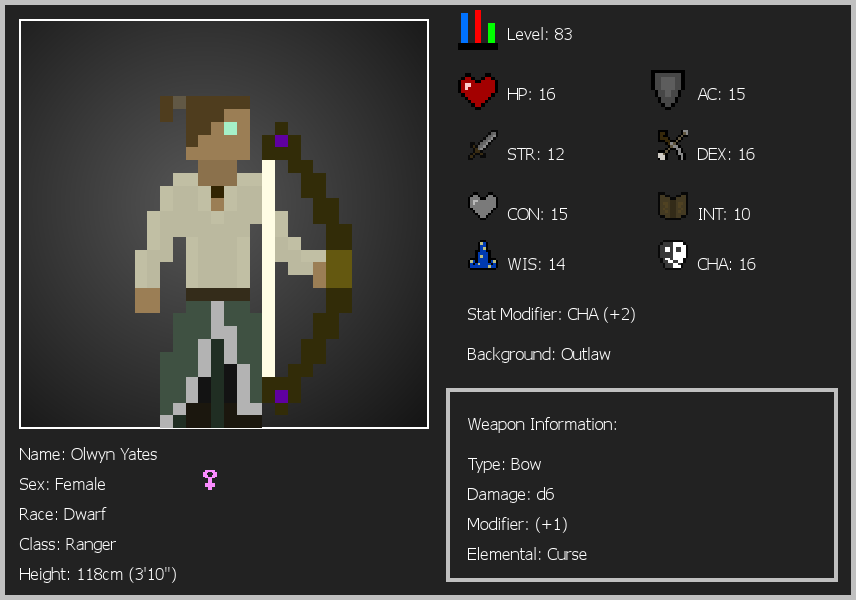 Level: 83
HP: 16
AC: 15
STR: 12
DEX: 16
CON: 15
INT: 10
WIS: 14
CHA: 16
Stat Modifier: CHA (+2)
Background: Outlaw
Weapon Information:
Type: Bow
Damage: d6
Modifier: (+1)
Elemental: Curse
Name: Olwyn Yates
Sex: Female
Race: Dwarf
Class: Ranger
Height: 118cm (3'10")